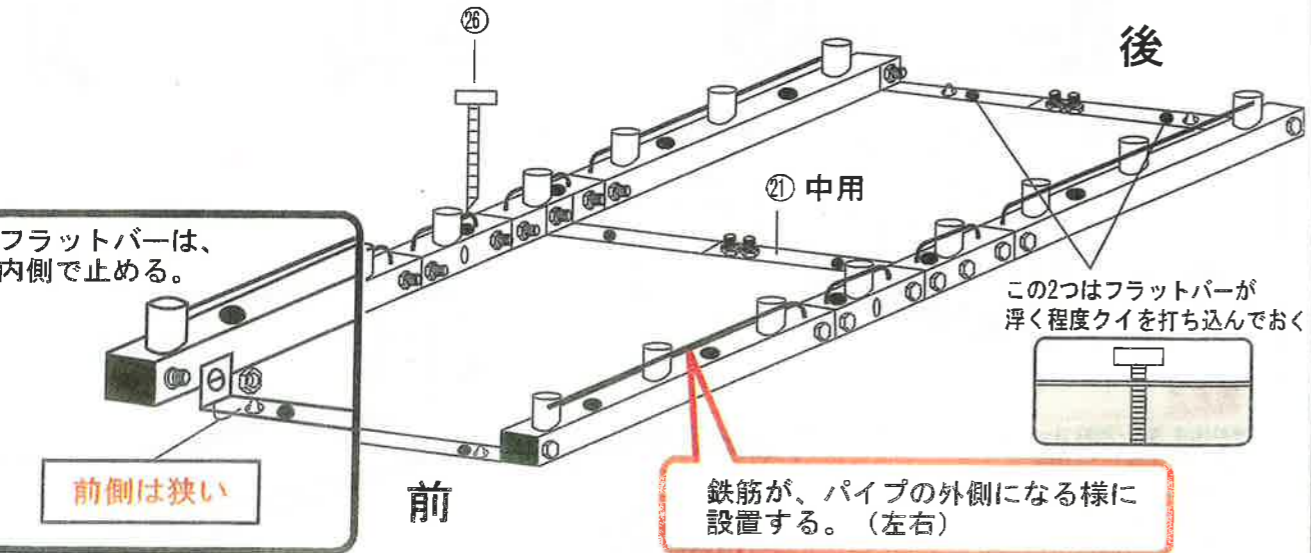 ㉖
後
㉑ 中用
フラットバーは、
内側で止める。
この2つはフラットバーが
浮く程度クイを打ち込んでおく
前側は狭い
前
鉄筋が、パイプの外側になる様に
設置する。（左右）